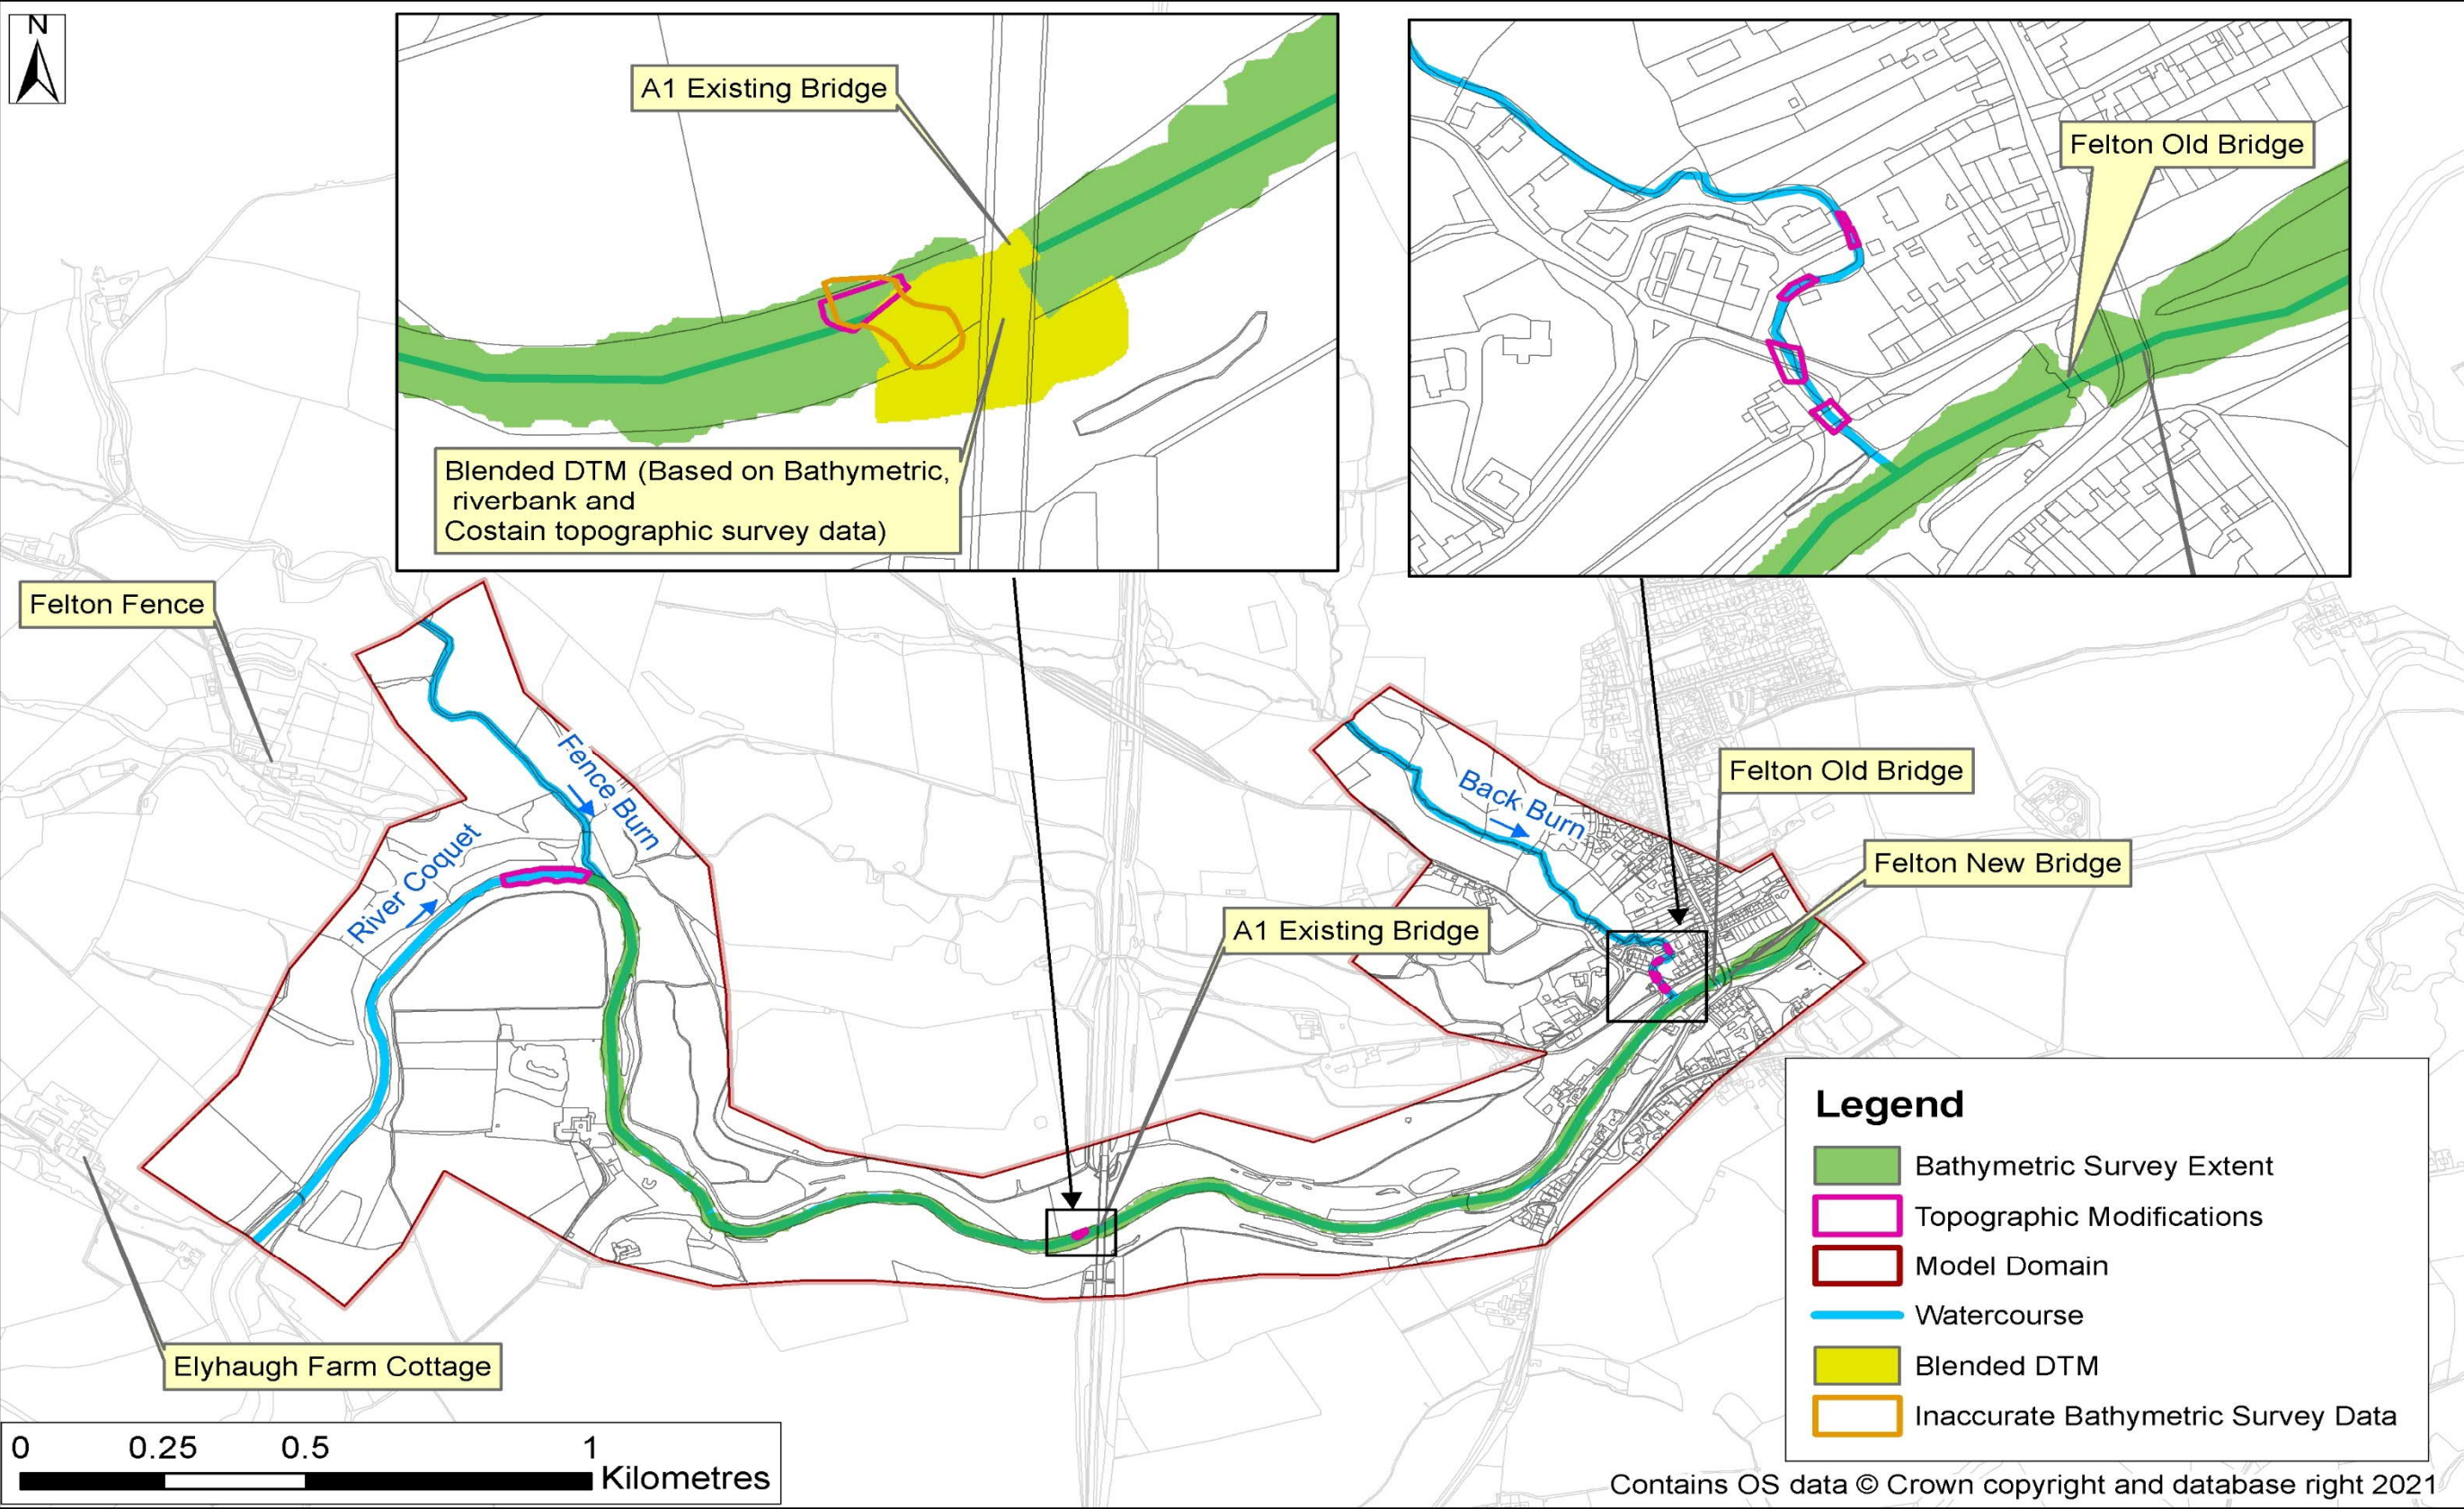 N
A1 Existing Bridge
Blended DTM (Based on Bathymetric,
riverbank and
Costain topographic survey data)
Felton Old Bridge
Felton Fence
Fence Burn
River Coquet
Back Burn
Felton Old Bridge
Felton New Bridge
A1 Existing Bridge
Elyhaugh Farm Cottage
Legend
Bathymetric Survey Extent
Topographic Modifications
Model Domain
Watercourse
Blended DTM
Inaccurate Bathymetric Survey Data
0 0.25 0.5 1
Kilometres
Contains OS data © Crown copyright and database right 2021